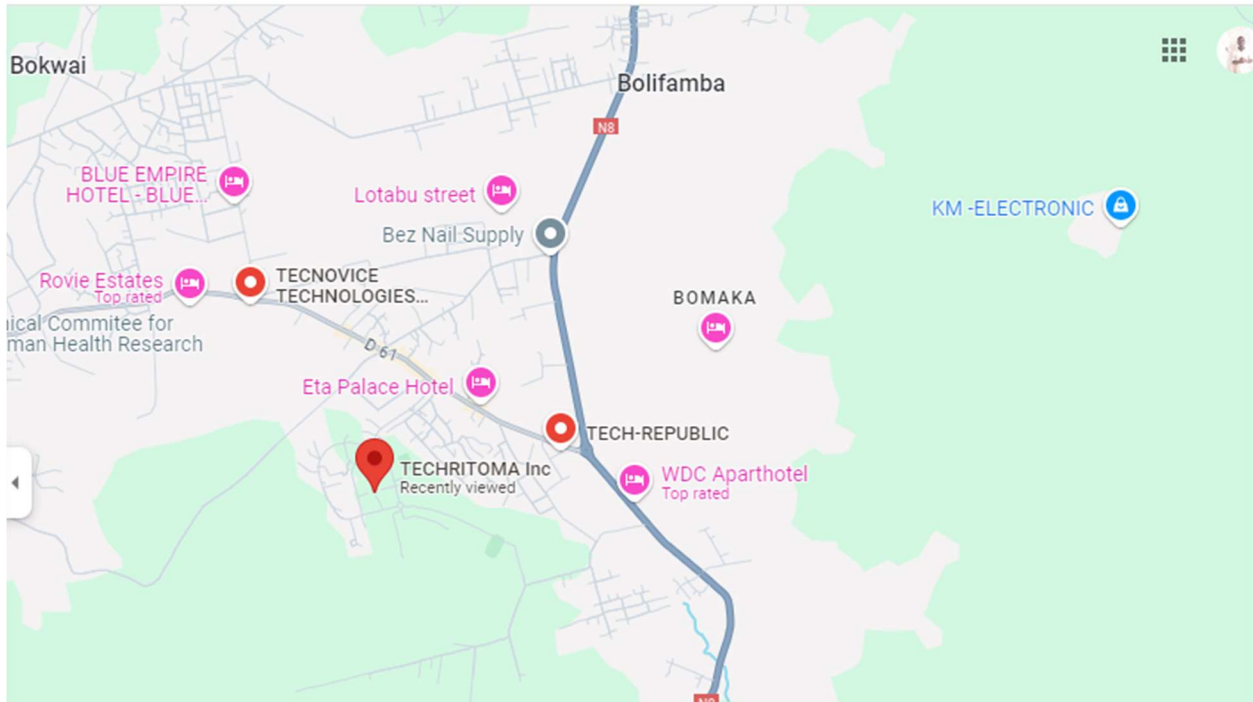 Bokwai
Bolifamba
N8
BLUE EMPIRE
HOTEL - BLUE...
Lotabu street
KM -ELECTRONIC
Bez Nail Supply
Rovie Estates
Top rated
TECNOVICE
TECHNOLOGIES...
BOMAKA
ical Commitee for
man Health Research
D 61
Eta Palace Hotel
TECH-REPUBLIC
TECHRITOMA Inc
Recently viewed
WDC Aparthotel
Top rated
N8